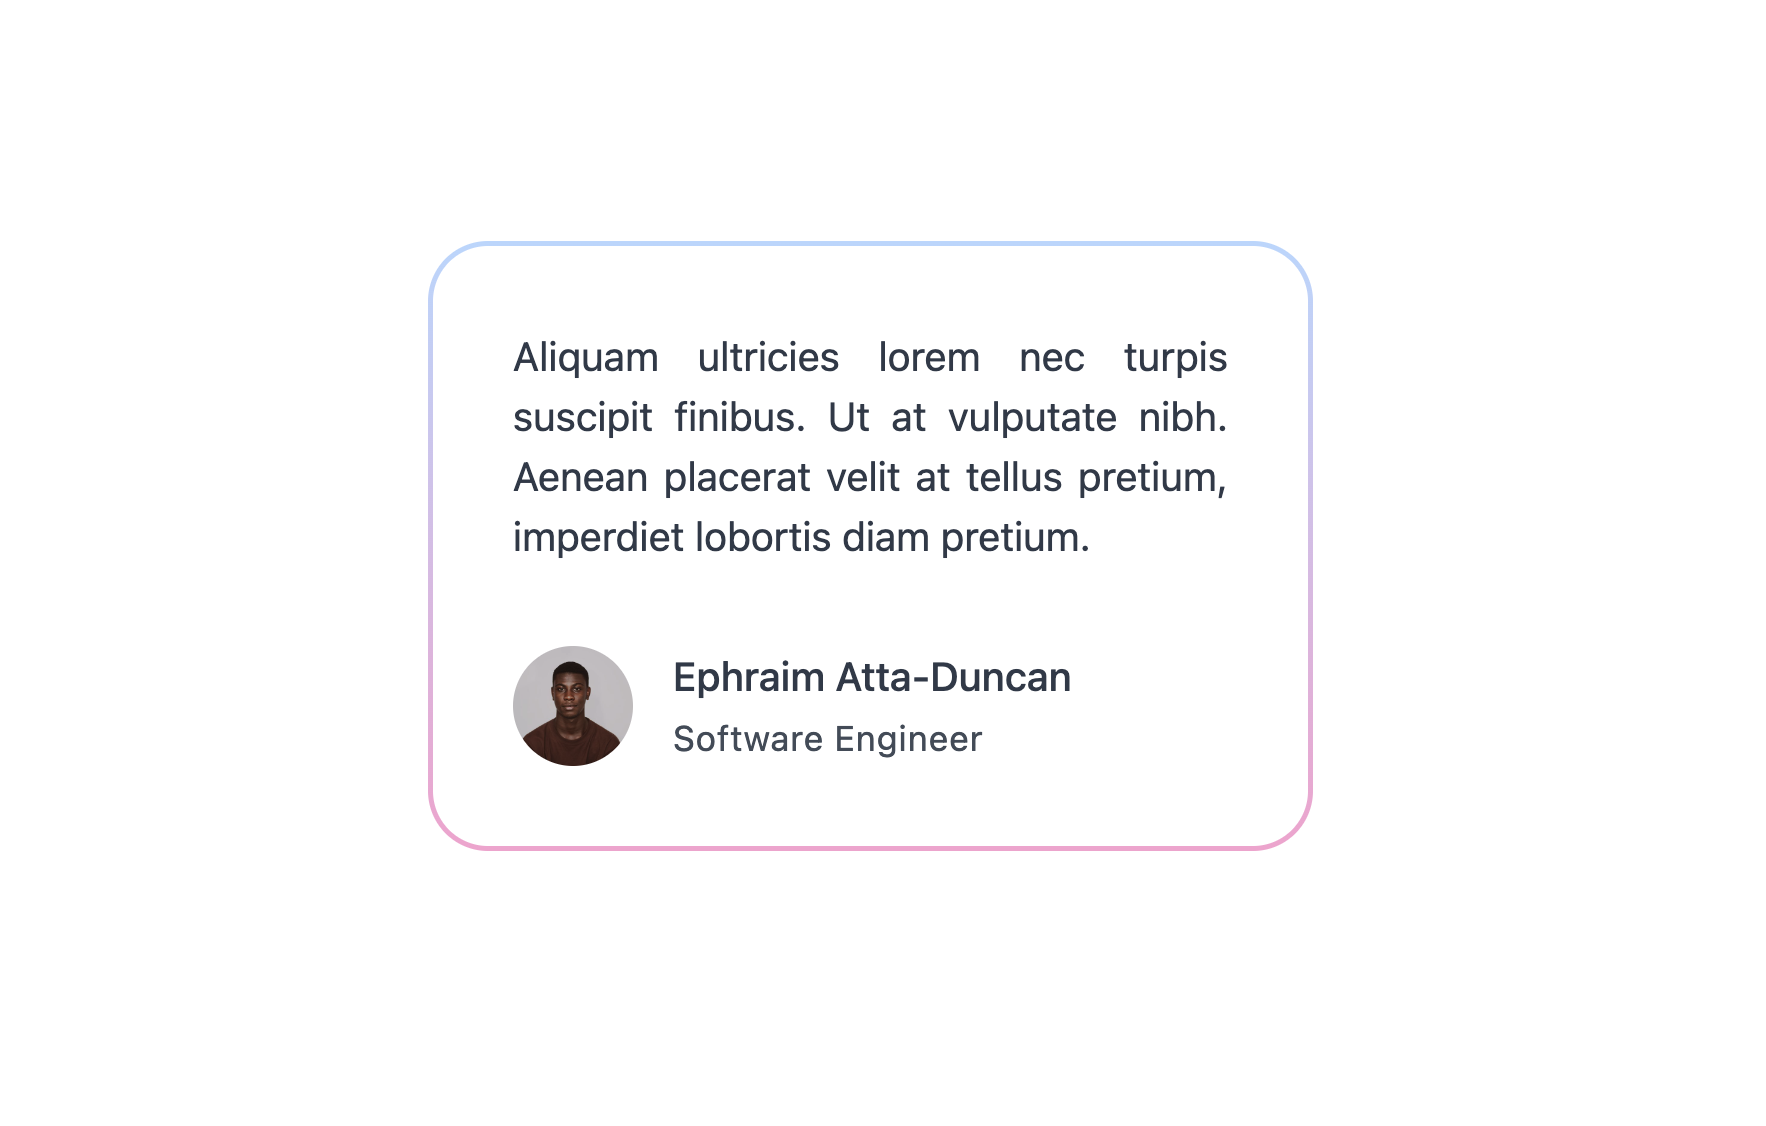 Aliquam ultricies lorem nec turpis
suscipit finibus. Ut at vulputate nibh.
Aenean placerat velit at tellus pretium,
imperdiet lobortis diam pretium.
Ephraim Atta-Duncan
Software Engineer